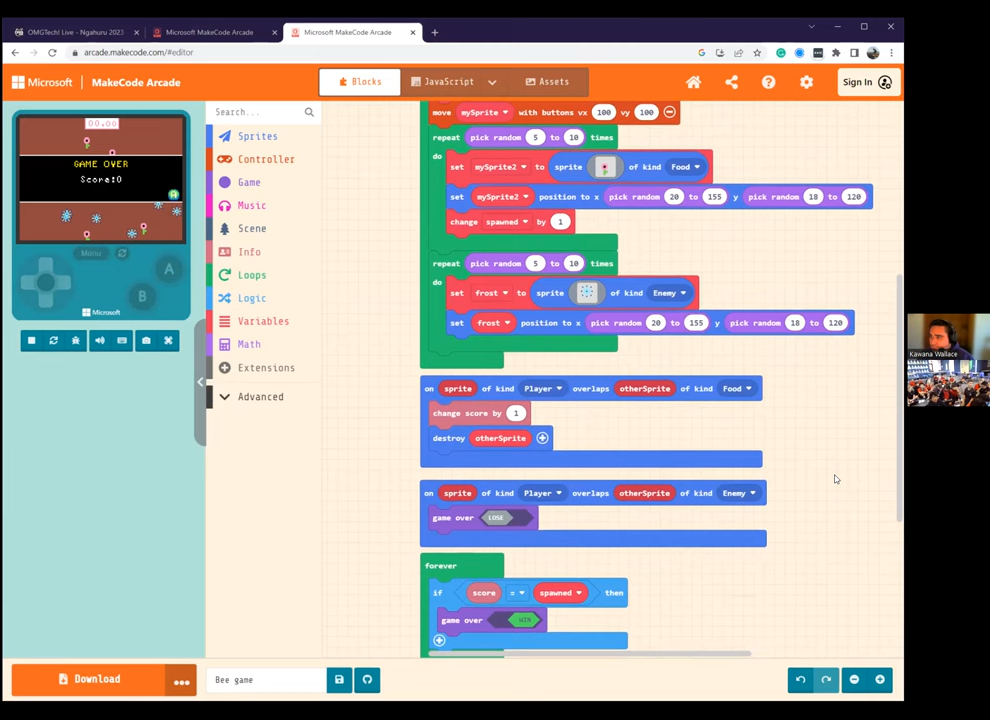 OMGTech! Live - Ngahuru 2023
Microsoft MakeCode Arcade
Microsoft MakeCode Arcade
arcade.makecode.com/#editor
Microsoft
MakeCode Arcade
Blocks
JavaScript
Assets
Sign In
00.00
GAME OVER
Score:0
Menu
A
B
Microsoft
Search...
Sprites
Controller
Game
Music
Scene
Info
Loops
Logic
Variables
Math
Extensions
Advanced
move mySprite with buttons vx 100 vy 100
repeat pick random 5 to 10 times
do set mySprite2 to sprite of kind Food
set mySprite2 position to x pick random 20 to 155 y pick random 18 to 120
change spawned by 1
repeat pick random 5 to 10 times
do set frost to sprite of kind Enemy
set frost position to x pick random 20 to 155 y pick random 18 to 120
on sprite of kind Player overlaps otherSprite of kind Food
change score by 1
destroy otherSprite
on sprite of kind Player overlaps otherSprite of kind Enemy
game over LOSE
forever
if score = spawned then
game over WIN
Kawana Wallace
Download
Bee game